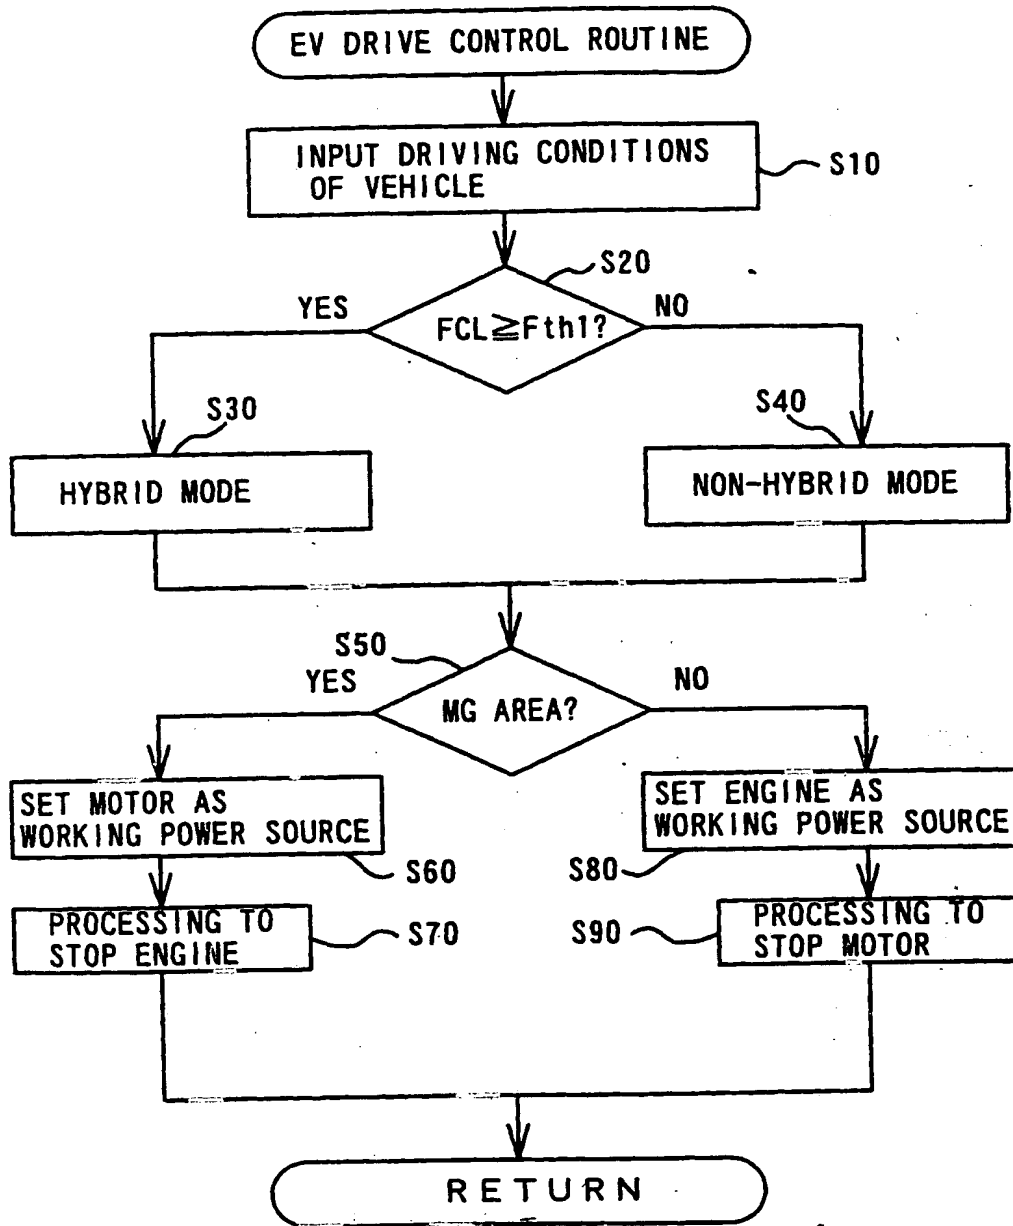 EV DRIVE CONTROL ROUTINE
INPUT DRIVING CONDITIONS
OF VEHICLE
S10
S20
YES
FCL≧Fth1?
NO
S30
S40
HYBRID MODE
NON-HYBRID MODE
S50
YES
MG AREA?
NO
SET MOTOR AS
WORKING POWER SOURCE
SET ENGINE AS
WORKING POWER SOURCE
S60
S80
PROCESSING TO
STOP ENGINE
S70
S90
PROCESSING TO
STOP MOTOR
RETURN